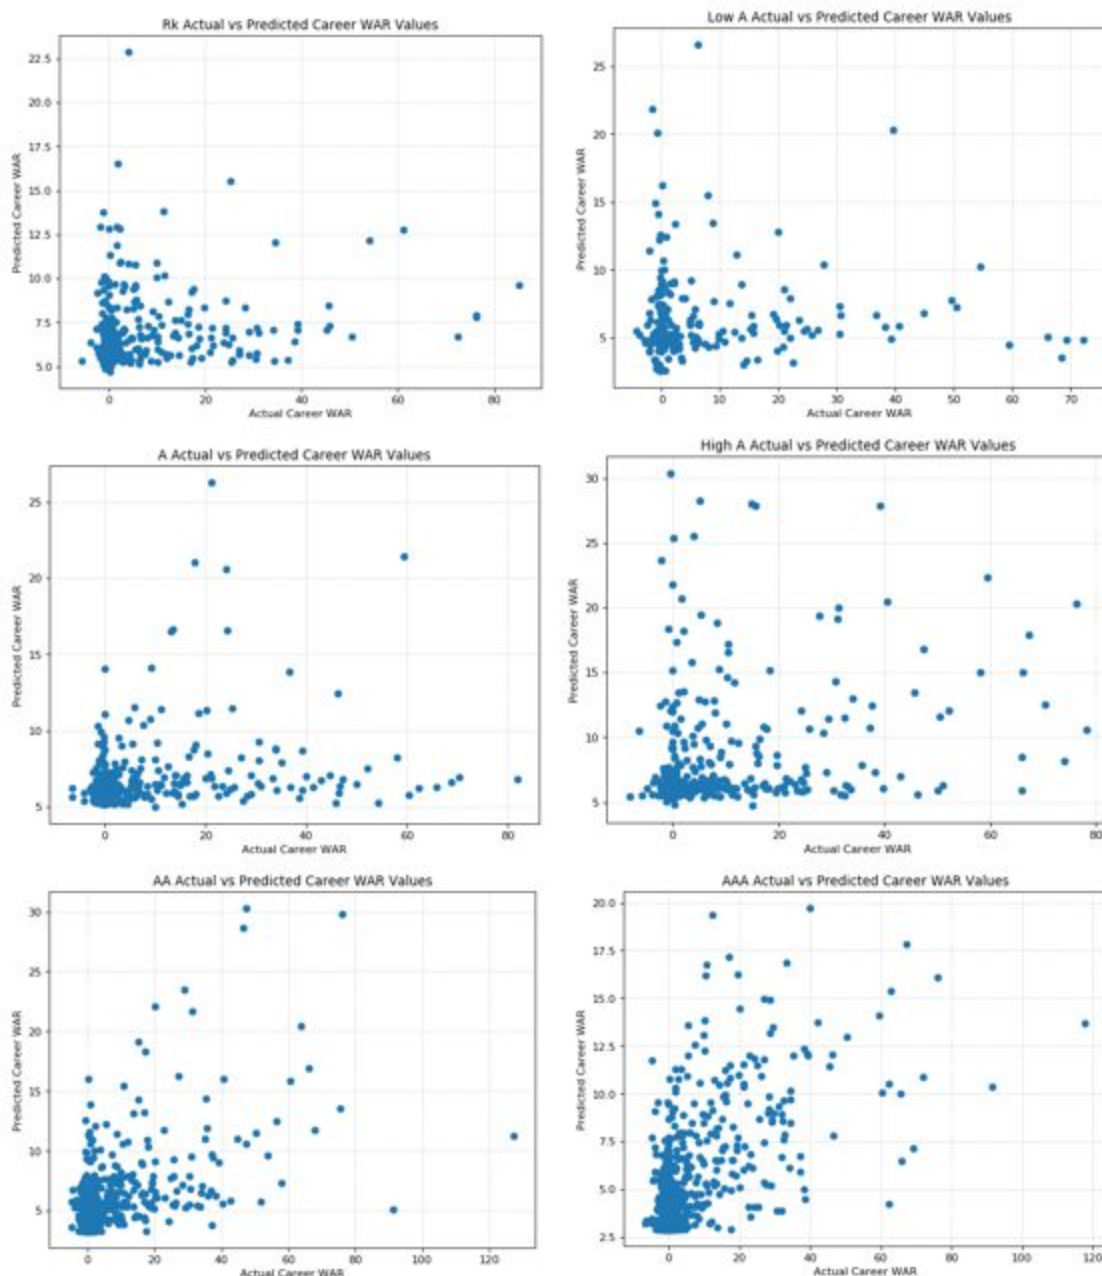 Rk Actual vs Predicted Career WAR Values
Predicted Career WAR
22.5
20.0
17.5
15.0
12.5
10.0
7.5
5.0
0 20 40 60 80
Actual Career WAR
Low A Actual vs Predicted Career WAR Values
Predicted Career WAR
25
20
15
10
5
0 10 20 30 40 50 60 70
Actual Career WAR
A Actual vs Predicted Career WAR Values
Predicted Career WAR
25
20
15
10
5
0 20 40 60 80
Actual Career WAR
High A Actual vs Predicted Career WAR Values
Predicted Career WAR
30
25
20
15
10
5
0 20 40 60 80
Actual Career WAR
AA Actual vs Predicted Career WAR Values
Predicted Career WAR
30
25
20
15
10
5
0 20 40 60 80 100 120
Actual Career WAR
AAA Actual vs Predicted Career WAR Values
Predicted Career WAR
20.0
17.5
15.0
12.5
10.0
7.5
5.0
2.5
0 20 40 60 80 100 120
Actual Career WAR